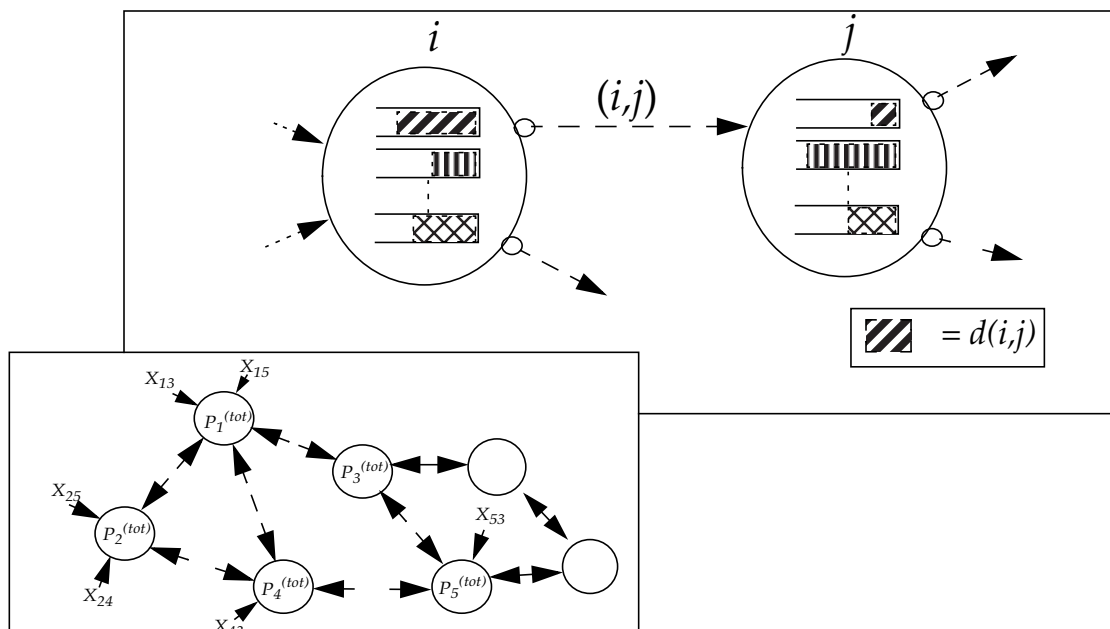 i
j
(i,j)
= d(i,j)
X13
X15
P1(tot)
P3(tot)
X25
X53
P2(tot)
P4(tot)
P5(tot)
X24